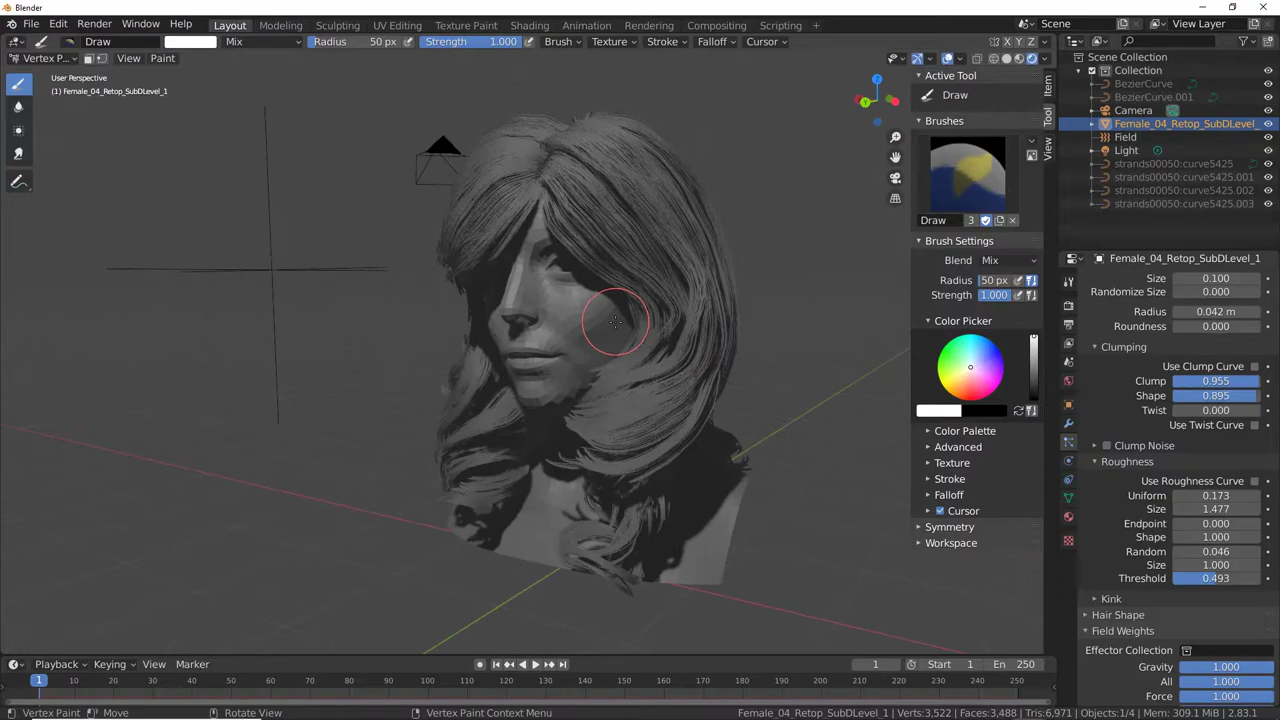 Blender
File Edit Render Window Help Layout Modeling Sculpting UV Editing Texture Paint Shading Animation Rendering Compositing Scripting + Scene View Layer
Draw Mix Radius 50 px Strength 1.000 Brush Texture Stroke Falloff Cursor X Y Z
Vertex P... View Paint
User Perspective
(1) Female_04_Retop_SubDLevel_1
Active Tool
Draw
Brushes
Draw 3
Brush Settings
Blend Mix
Radius 50 px
Strength 1.000
Color Picker
Color Palette
Advanced
Texture
Stroke
Falloff
Cursor
Symmetry
Workspace
Item
Tool
View
Scene Collection
Collection
BezierCurve
BezierCurve.001
Camera
Female_04_Retop_SubDLevel_
Field
Light
strands00050:curve5425
strands00050:curve5425.001
strands00050:curve5425.002
strands00050:curve5425.003
Female_04_Retop_SubDLevel_1
Size 0.100
Randomize Size 0.000
Radius 0.042 m
Roundness 0.000
Clumping
Use Clump Curve
Clump 0.955
Shape 0.895
Twist 0.000
Use Twist Curve
Clump Noise
Roughness
Use Roughness Curve
Uniform 0.173
Size 1.477
Endpoint 0.000
Shape 1.000
Random 0.046
Size 1.000
Threshold 0.493
Kink
Hair Shape
Field Weights
Effector Collection
Gravity 1.000
All 1.000
Force 1.000
Playback Keying View Marker 1 Start 1 En 250
1 10 20 30 40 50 60 70 80 90 100 110 120 130 140 150 160 170 180 190 200 210 220 230 240 250
Vertex Paint Move Rotate View Vertex Paint Context Menu Female_04_Retop_SubDLevel_1 | Verts:3,522 | Faces:3,488 | Tris:6,971 | Objects:1/4 | Mem: 309.1 MiB | 2.83.1